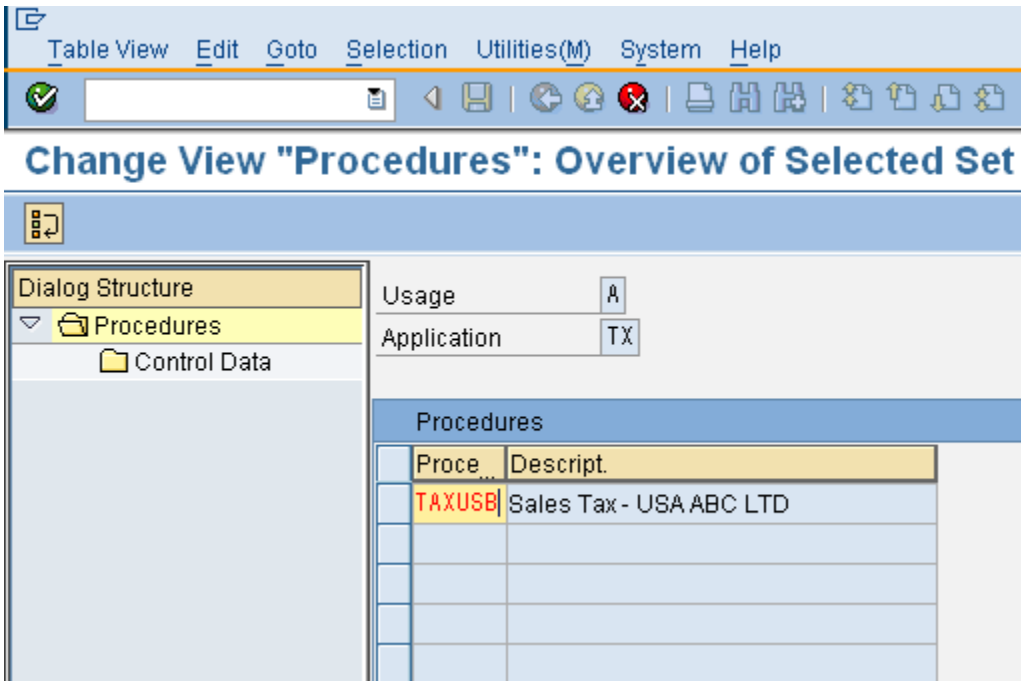 Table View Edit Goto Selection Utilities(M) System Help
Change View "Procedures": Overview of Selected Set
Dialog Structure
Procedures
Control Data
Usage A
Application TX
Procedures
Proce... Descript.
TAXUSB Sales Tax - USA ABC LTD